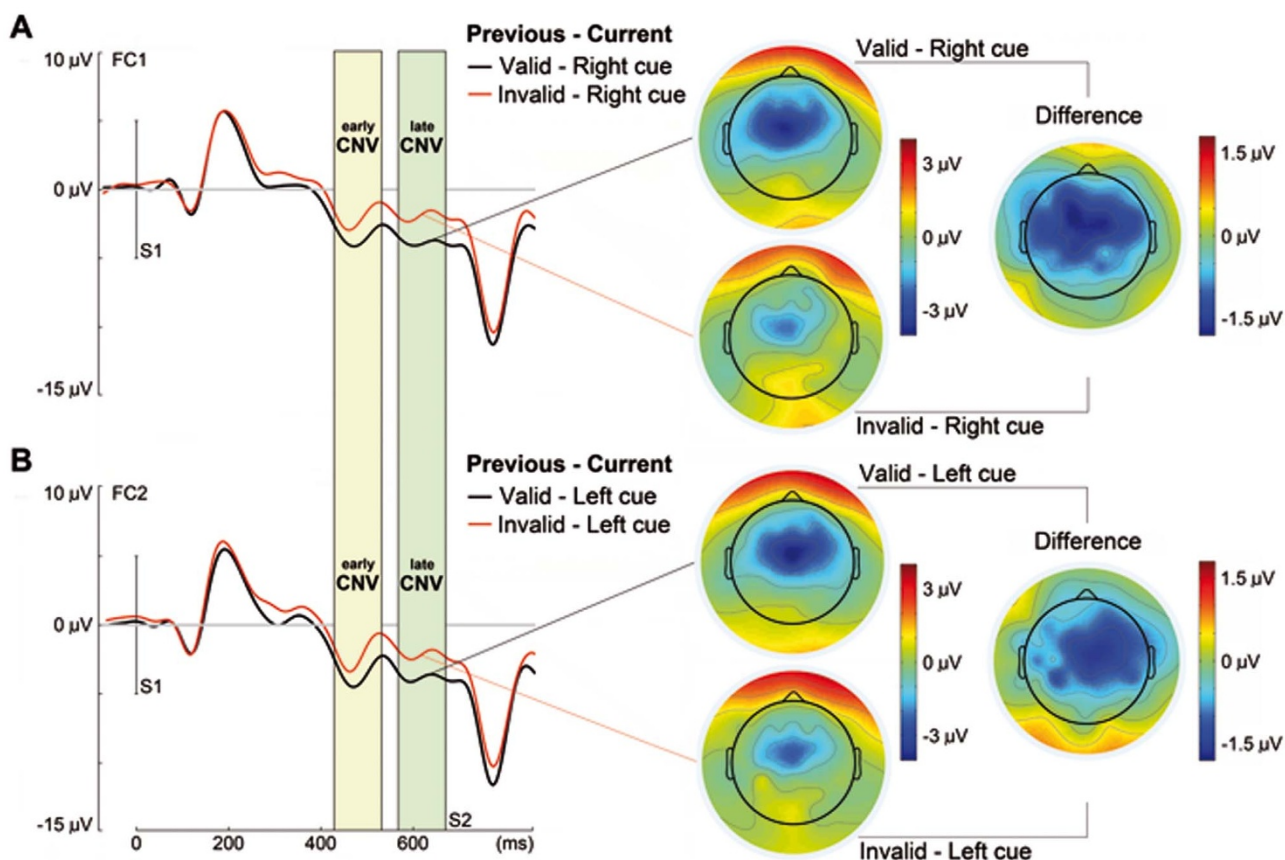 A
10 µV
FC1
0 µV
S1
-15 µV
early
CNV
late
CNV
Previous - Current
Valid - Right cue
Invalid - Right cue
Valid - Right cue
Difference
3 µV
0 µV
-3 µV
1.5 µV
0 µV
-1.5 µV
Invalid - Right cue
B
10 µV
FC2
0 µV
S1
-15 µV
early
CNV
late
CNV
S2
0
200
400
600
(ms)
Previous - Current
Valid - Left cue
Invalid - Left cue
Valid - Left cue
Difference
3 µV
0 µV
-3 µV
1.5 µV
0 µV
-1.5 µV
Invalid - Left cue